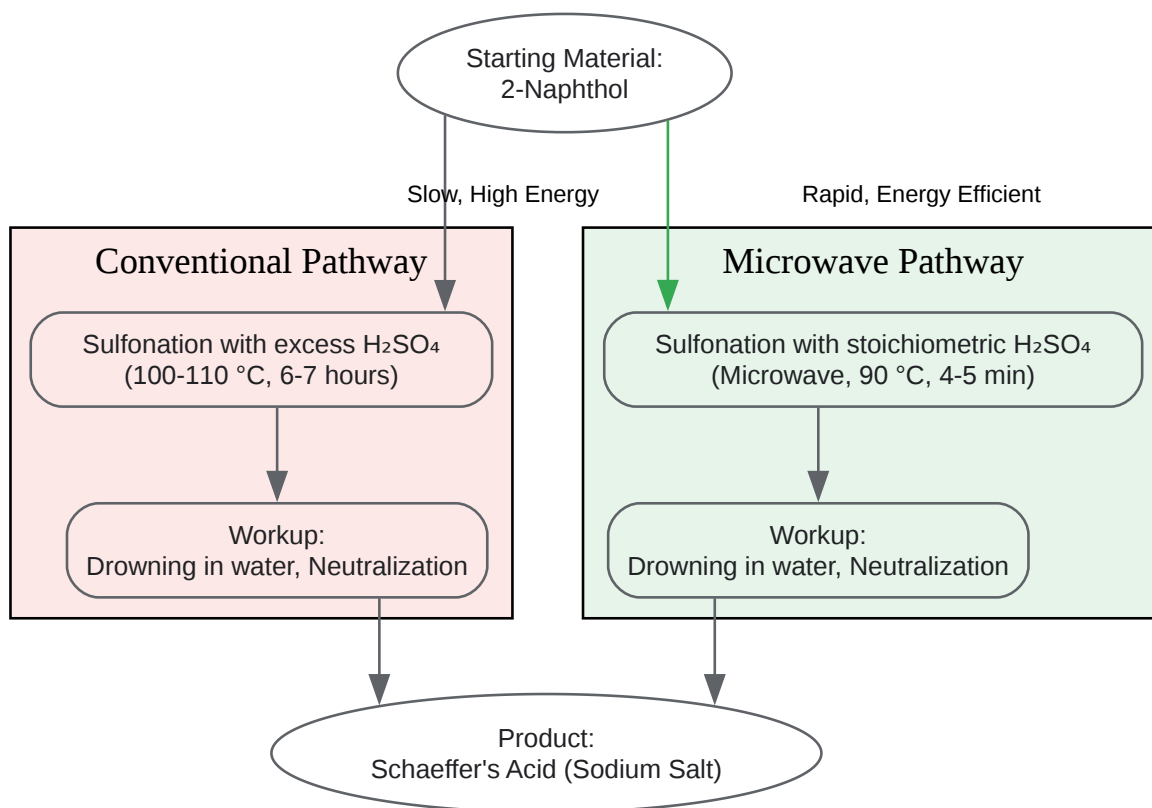 Starting Material:
2-Naphthol
Slow, High Energy
Rapid, Energy Efficient
Conventional Pathway
Microwave Pathway
Sulfonation with excess H₂SO₄
(100-110 °C, 6-7 hours)
Sulfonation with stoichiometric H₂SO₄
(Microwave, 90 °C, 4-5 min)
Workup:
Drowning in water, Neutralization
Workup:
Drowning in water, Neutralization
Product:
Schaeffer's Acid (Sodium Salt)